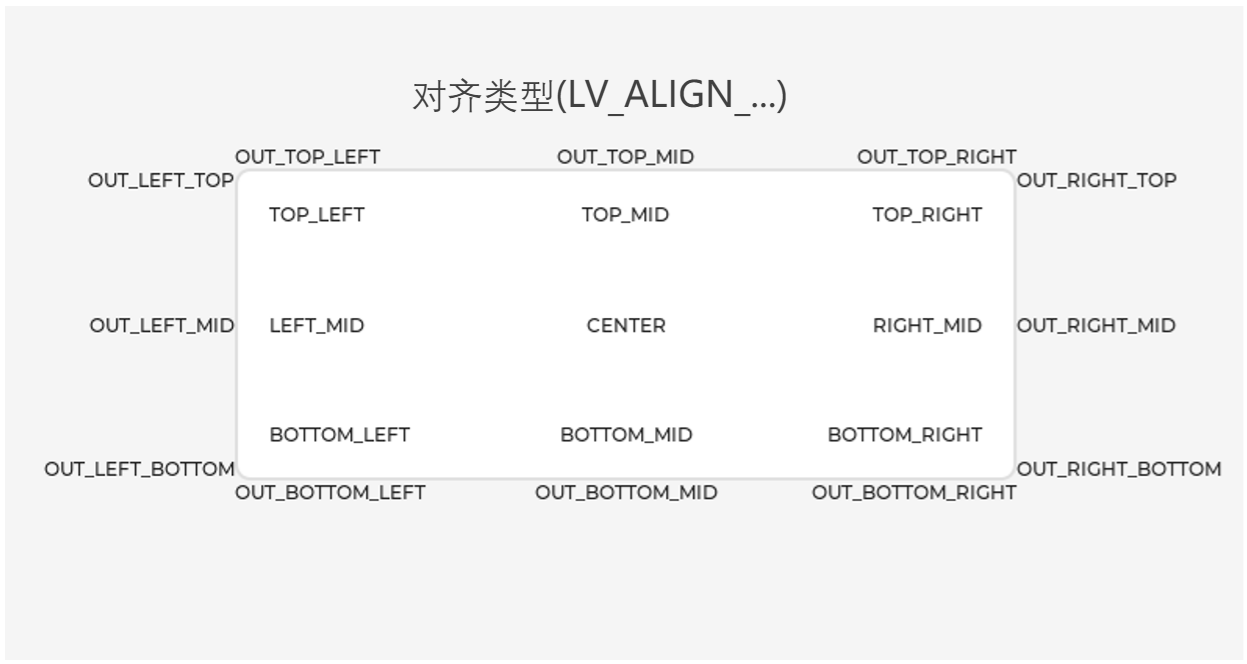 对齐类型(LV_ALIGN_...)
OUT_TOP_LEFT OUT_TOP_MID OUT_TOP_RIGHT
OUT_LEFT_TOP OUT_RIGHT_TOP
TOP_LEFT TOP_MID TOP_RIGHT
OUT_LEFT_MID LEFT_MID CENTER RIGHT_MID OUT_RIGHT_MID
BOTTOM_LEFT BOTTOM_MID BOTTOM_RIGHT
OUT_LEFT_BOTTOM OUT_RIGHT_BOTTOM
OUT_BOTTOM_LEFT OUT_BOTTOM_MID OUT_BOTTOM_RIGHT